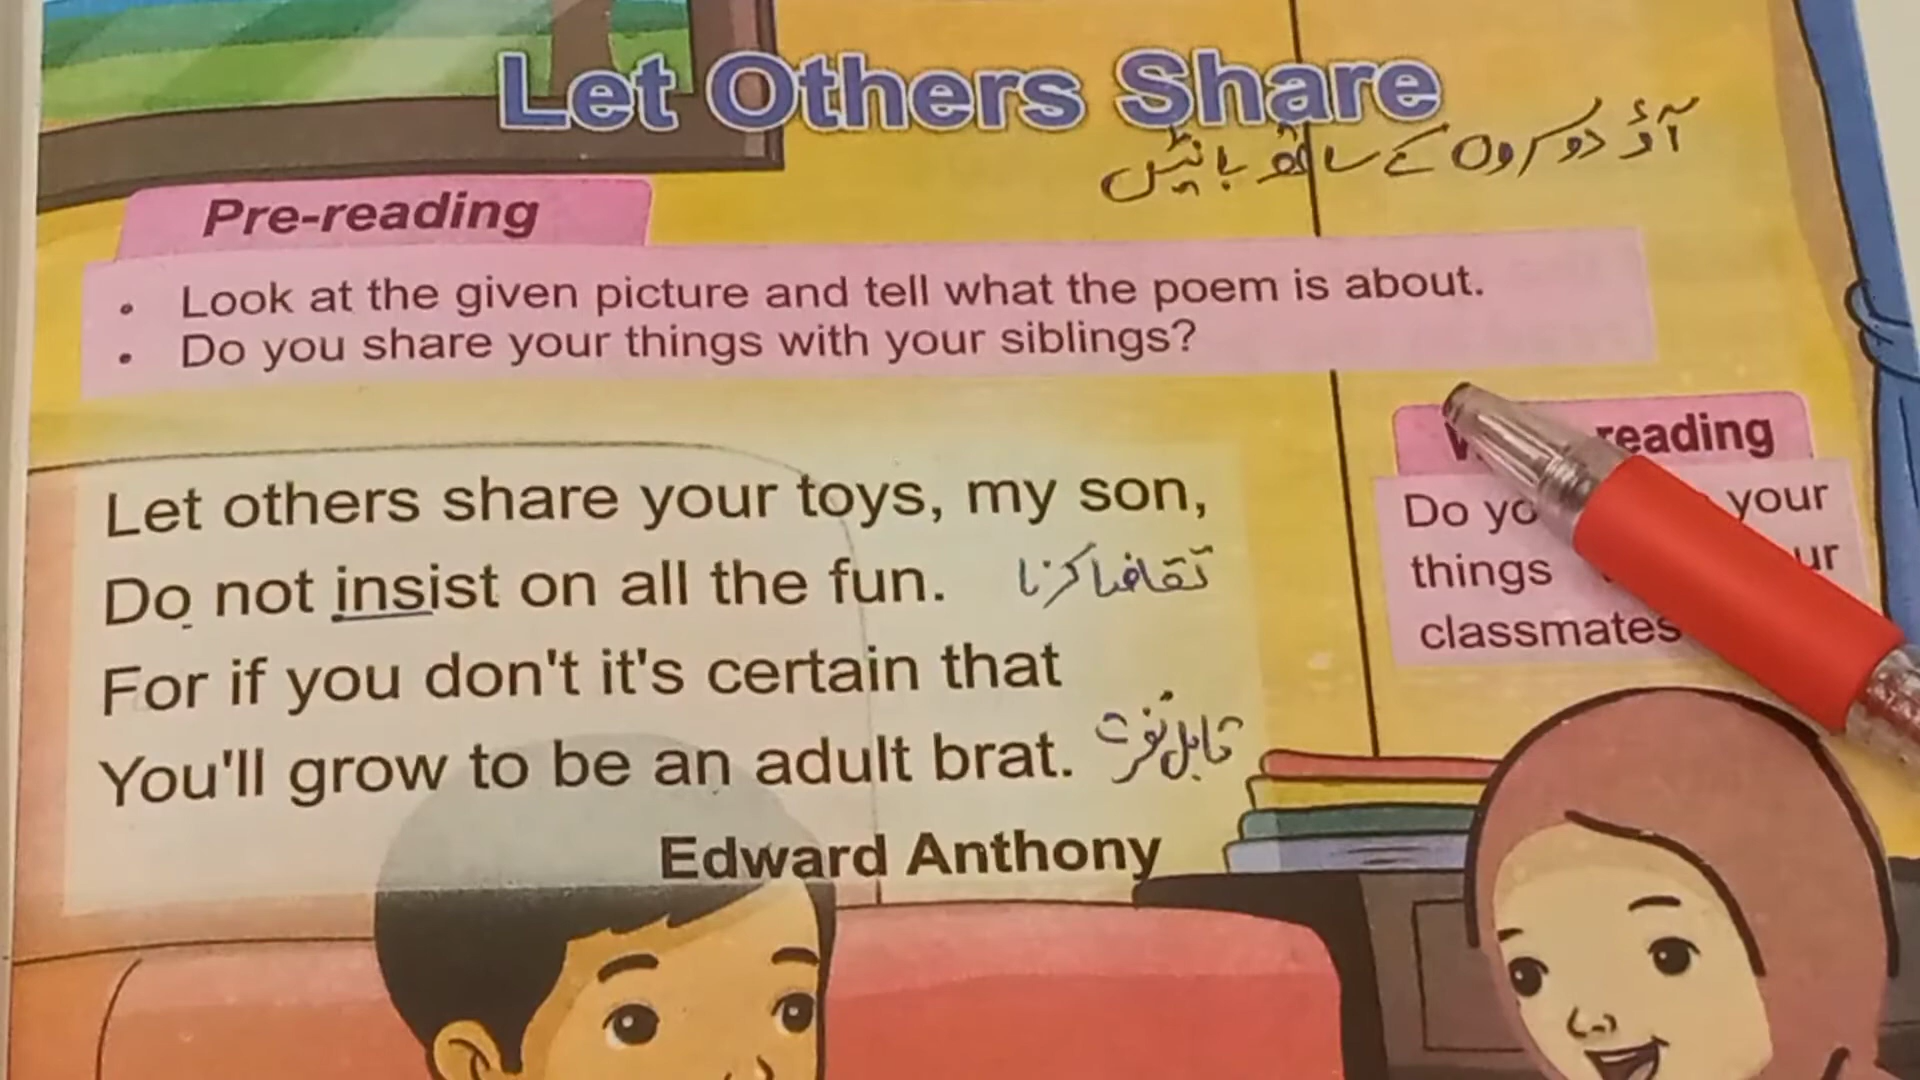 Let Others Share
آؤ دوسروں کے ساتھ بانٹیں
Pre-reading
• Look at the given picture and tell what the poem is about.
• Do you share your things with your siblings?
Let others share your toys, my son,
Do not insist on all the fun. تقاضا کرنا
For if you don't it's certain that
You'll grow to be an adult brat. قابل نفرت
Edward Anthony
reading
Do your
things
classmates